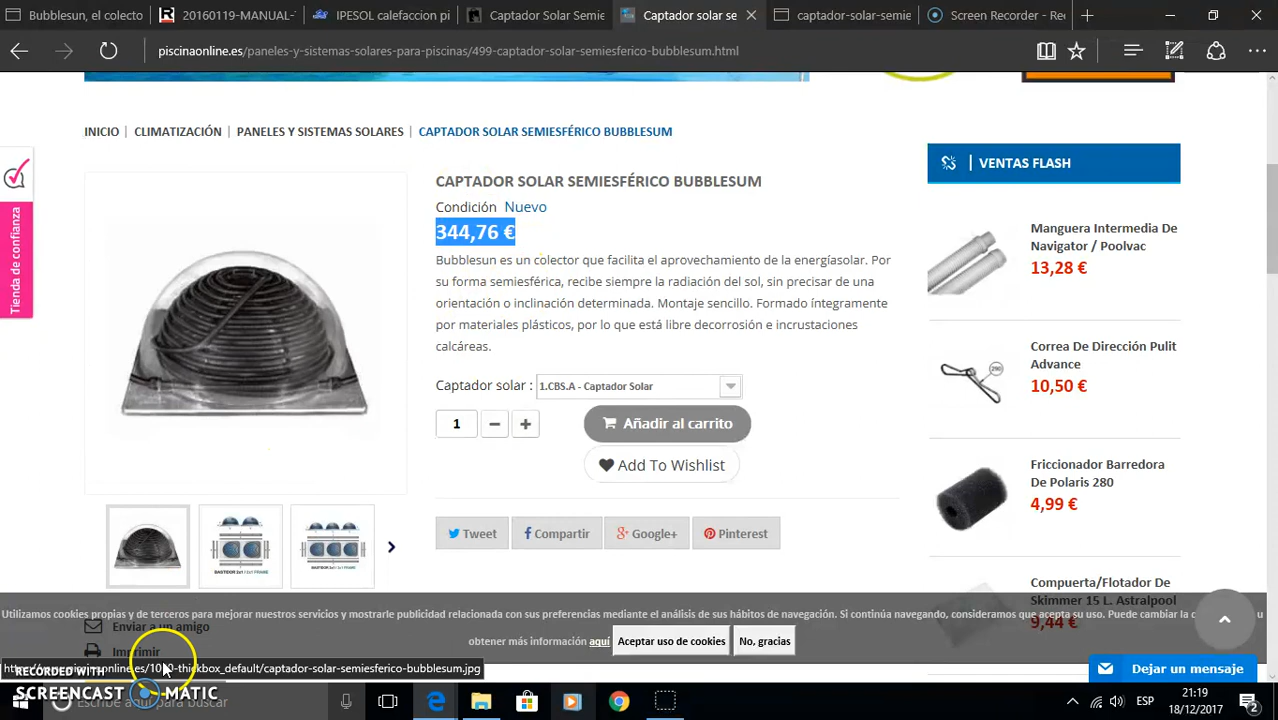 Bubblesun, el colecto
20160119-MANUAL-
IPESOL calefaccion pi
Captador Solar Semie
Captador solar se
captador-solar-semie
Screen Recorder - Rec
piscinaonline.es/paneles-y-sistemas-solares-para-piscinas/499-captador-solar-semiesferico-bubblesum.html
INICIO | CLIMATIZACIÓN | PANELES Y SISTEMAS SOLARES | CAPTADOR SOLAR SEMIESFÉRICO BUBBLESUM
Tienda de confianza
CAPTADOR SOLAR SEMIESFÉRICO BUBBLESUM
Condición Nuevo
344,76 €
Bubblesun es un colector que facilita el aprovechamiento de la energíasolar. Por
su forma semiesférica, recibe siempre la radiación del sol, sin precisar de una
orientación o inclinación determinada. Montaje sencillo. Formado íntegramente
por materiales plásticos, por lo que está libre decorrosión e incrustaciones
calcáreas.
Captador solar : 1.CBS.A - Captador Solar
1
Añadir al carrito
Add To Wishlist
Tweet
Compartir
Google+
Pinterest
BASTIDOR 2x1 / 2x1 FRAME
VENTAS FLASH
Manguera Intermedia De
Navigator / Poolvac
13,28 €
Correa De Dirección Pulit
Advance
10,50 €
Friccionador Barredora
De Polaris 280
4,99 €
Compuerta/Flotador De
Skimmer 15 L. Astralpool
9,44 €
Utilizamos cookies propias y de terceros para mejorar nuestros servicios y mostrarle publicidad relacionada con sus preferencias mediante el análisis de sus hábitos de navegación. Si continúa navegando, consideramos que acepta su uso. Puede cambiar la
obtener más información aquí
Aceptar uso de cookies
No, gracias
Enviar a un amigo
Imprimir
-thickbox_default/captador-solar-semiesferico-bubblesum.jpg
RECORDED WITH
SCREENCAST MATIC
Dejar un mensaje
Escribe aquí para buscar
ESP
21:19
18/12/2017
2